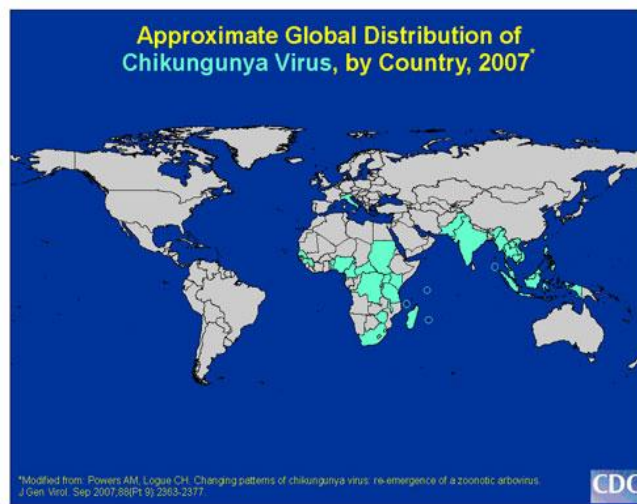 Approximate Global Distribution of
Chikungunya Virus, by Country, 2007*
*Modified from: Powers AM, Logue CH. Changing patterns of chikungunya virus: re-emergence of a zoonotic arbovirus.
J Gen Virol. Sep 2007;88(Pt 9) 2363-2377.
CDC